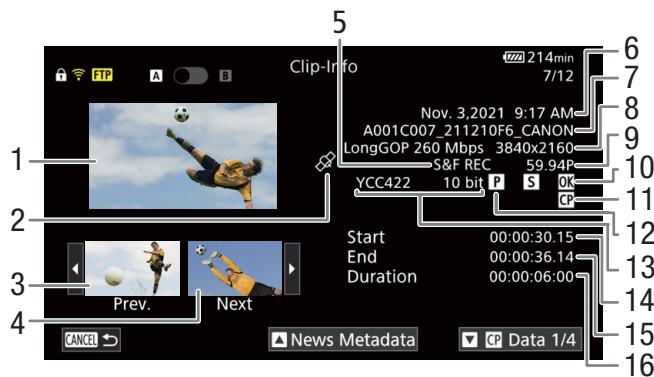 5
6
7
8
9
10
11
12
13
14
15
16
1
2
3
4
FTP
A
B
Clip-Info
214min
7/12
Nov. 3,2021 9:17 AM
A001C007_211210F6_CANON
LongGOP 260 Mbps 3840x2160
S&F REC 59.94P
YCC422 10 bit P S OK
CP
Start 00:00:30.15
End 00:00:36.14
Duration 00:00:06:00
Prev. Next
CANCEL
News Metadata
CP Data 1/4